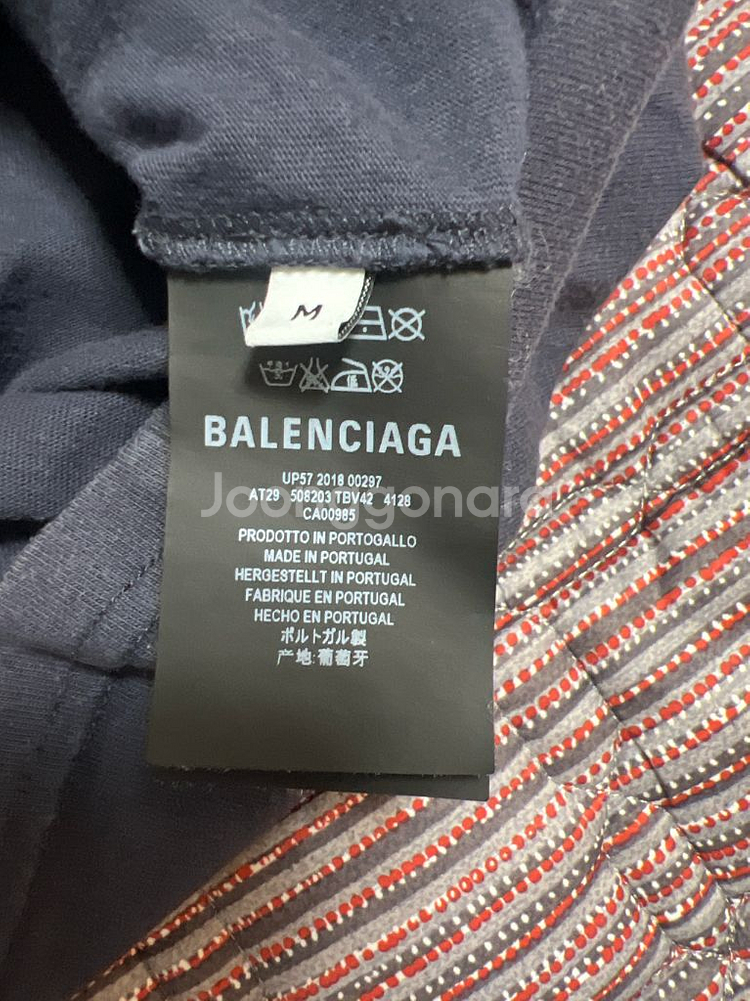 M
BALENCIAGA
UP57 2018 00297
AT29 508203 TBV42 4128
Joonggonara
CA00985
PRODOTTO IN PORTOGALLO
MADE IN PORTUGAL
HERGESTELLT IN PORTUGAL
FABRIQUE EN PORTUGAL
HECHO EN PORTUGAL
ポルトガル製
产地:葡萄牙